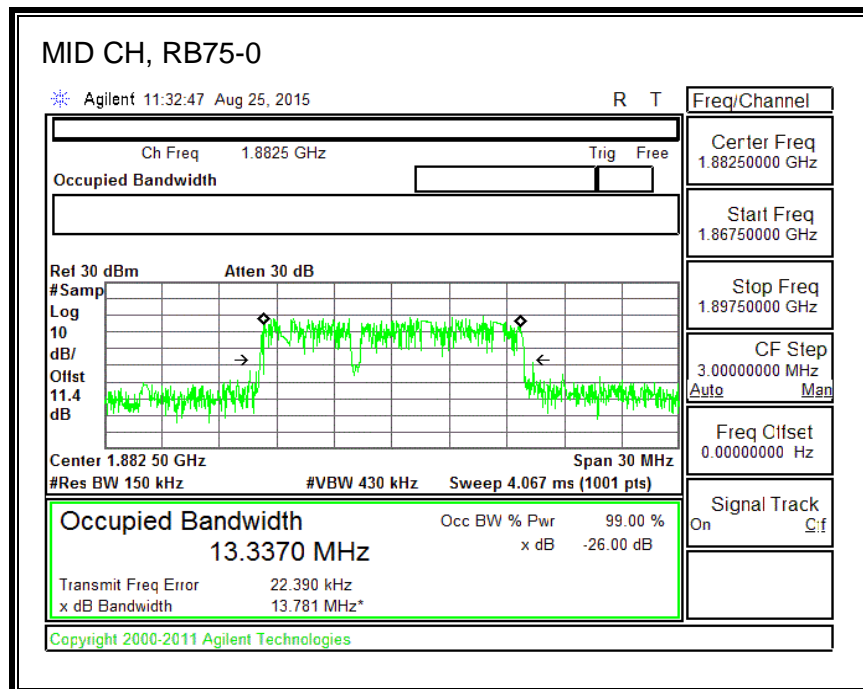 MID CH, RB75-0
Agilent 11:32:47 Aug 25, 2015 R T
Freq/Channel
Ch Freq 1.8825 GHz Trig Free
Occupied Bandwidth
Center Freq
1.88250000 GHz
Start Freq
1.86750000 GHz
Stop Freq
1.89750000 GHz
CF Step
3.00000000 MHz
Auto Man
Freq Offset
0.00000000 Hz
Signal Track
On Off
Ref 30 dBm Atten 30 dB
#Samp
Log
10
dB/
Offst
11.4
dB
Center 1.882 50 GHz Span 30 MHz
#Res BW 150 kHz #VBW 430 kHz Sweep 4.067 ms (1001 pts)
Occupied Bandwidth
13.3370 MHz
Occ BW % Pwr 99.00 %
x dB -26.00 dB
Transmit Freq Error 22.390 kHz
x dB Bandwidth 13.781 MHz*
Copyright 2000-2011 Agilent Technologies